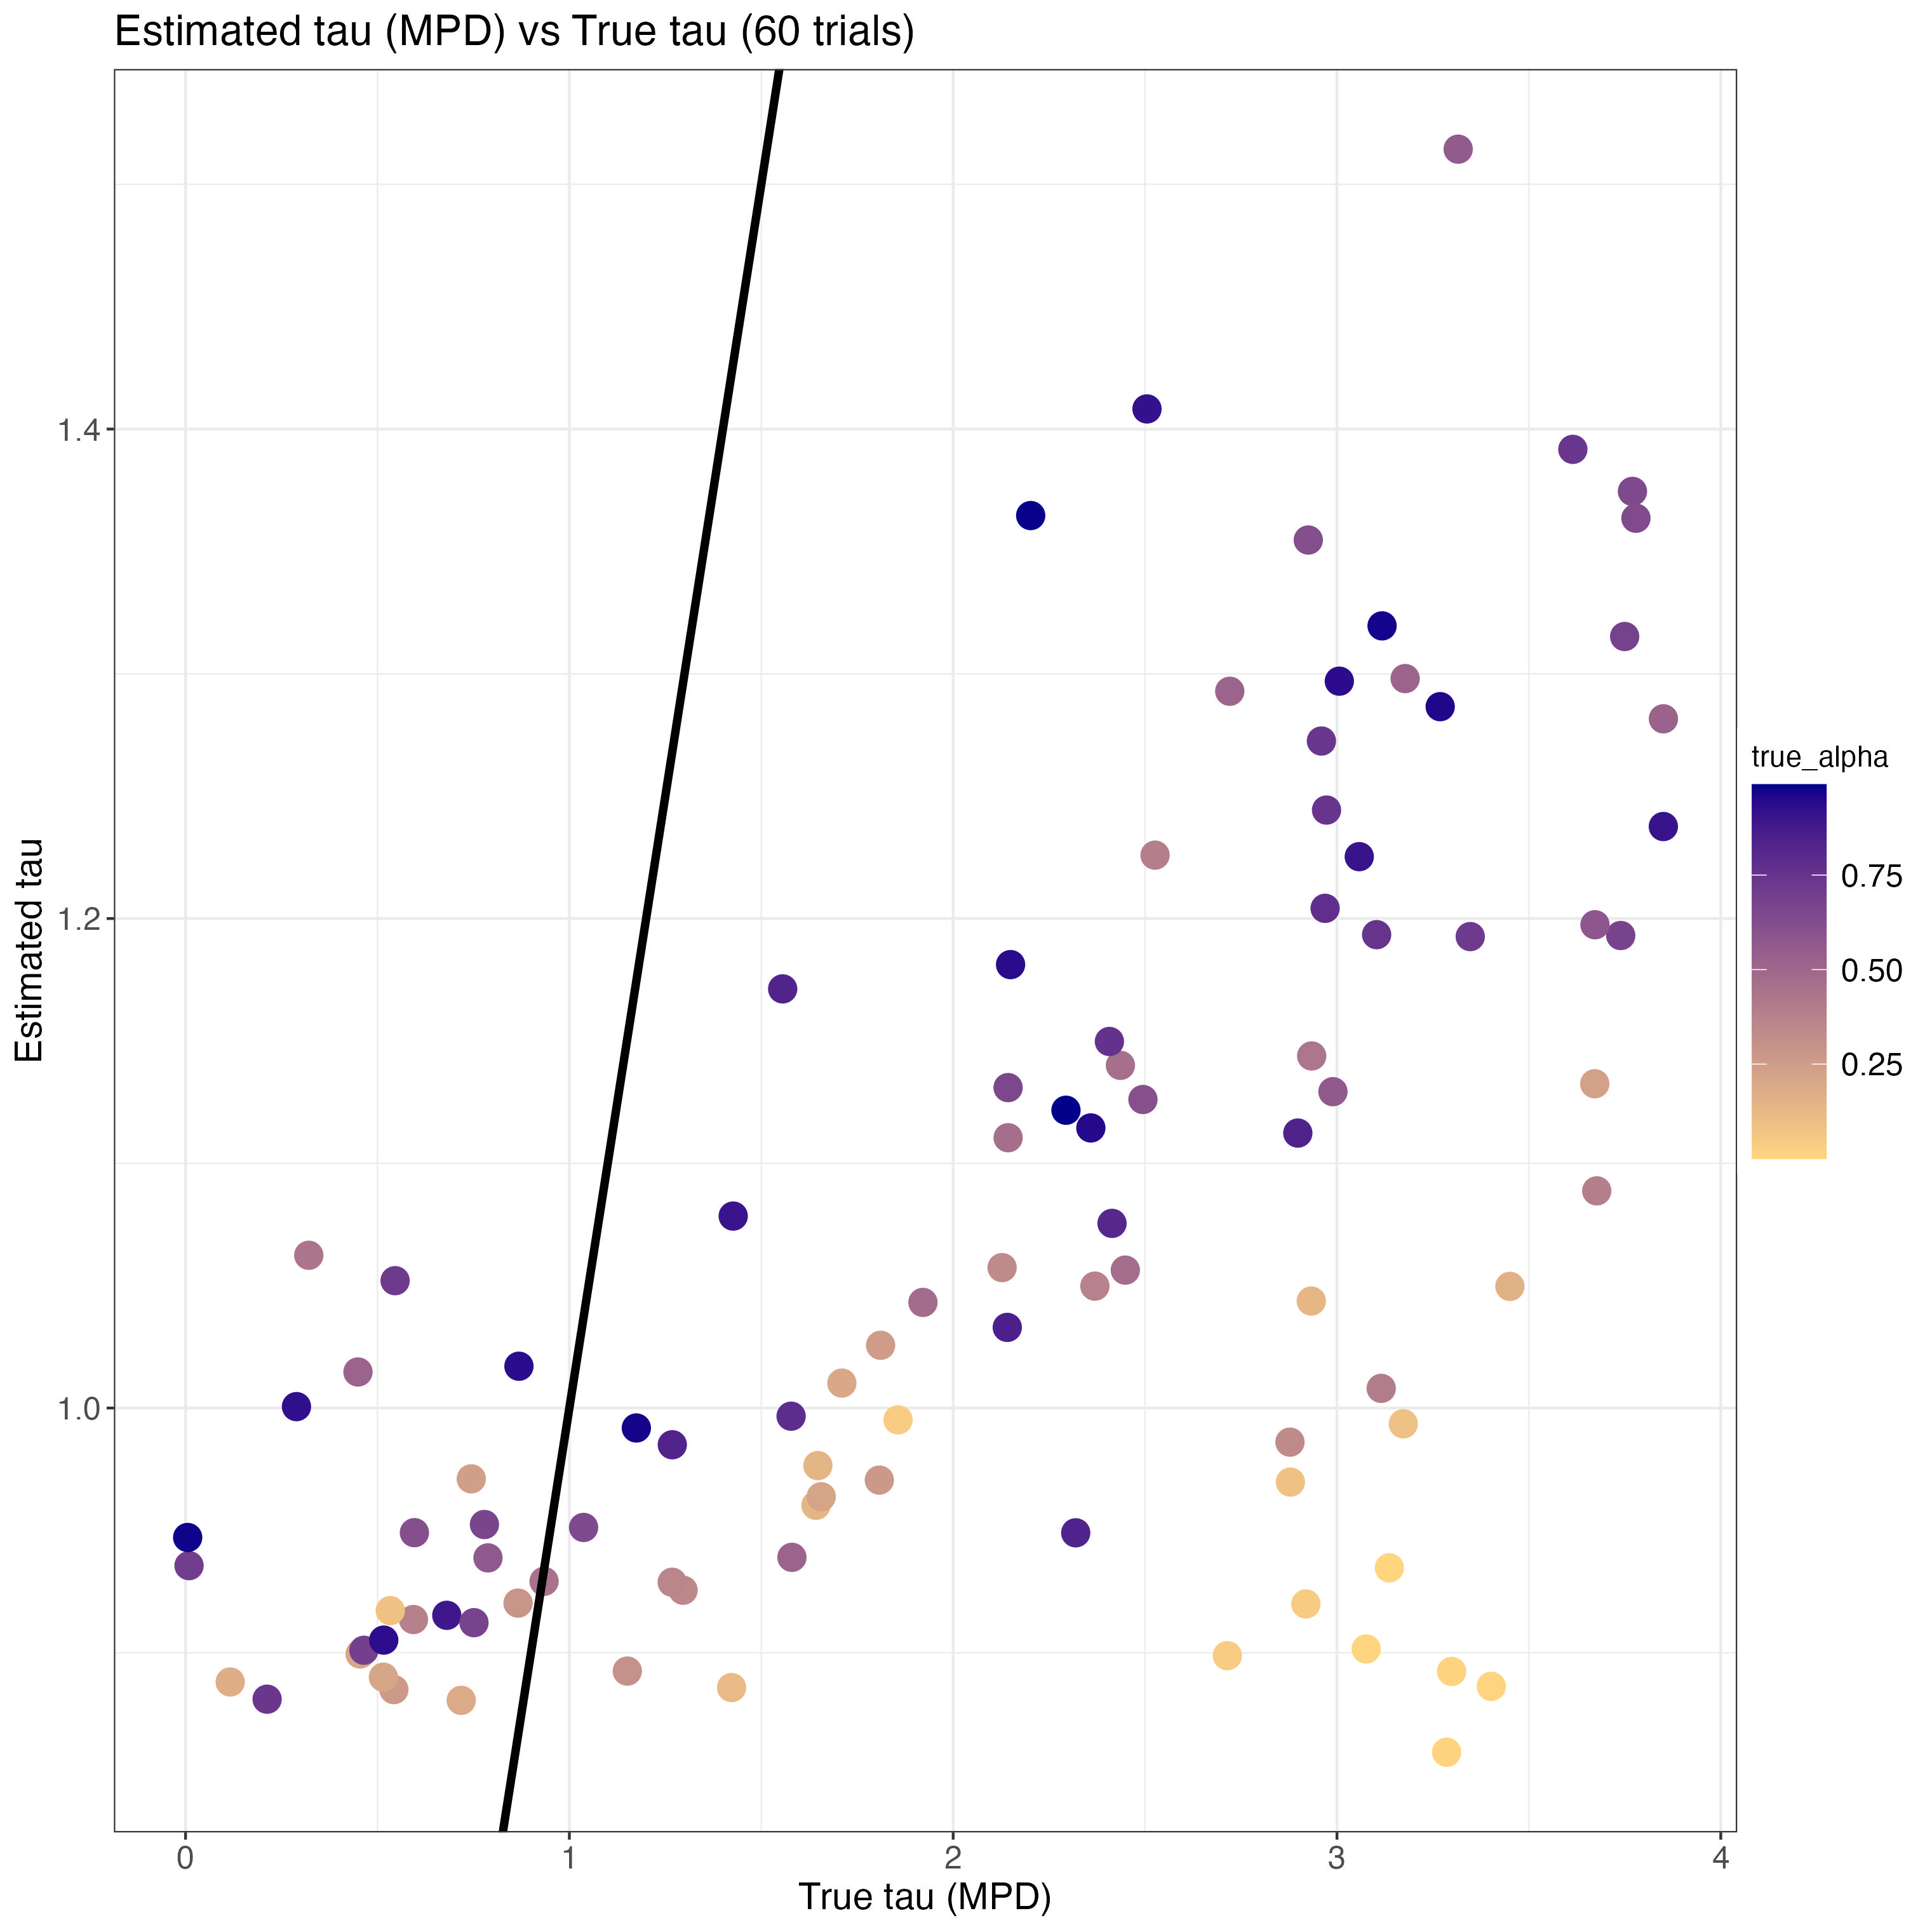 Estimated tau (MPD) vs True tau (60 trials)
1.4
1.2
1.0
Estimated tau
0
1
2
3
4
True tau (MPD)
true_alpha
0.75
0.50
0.25